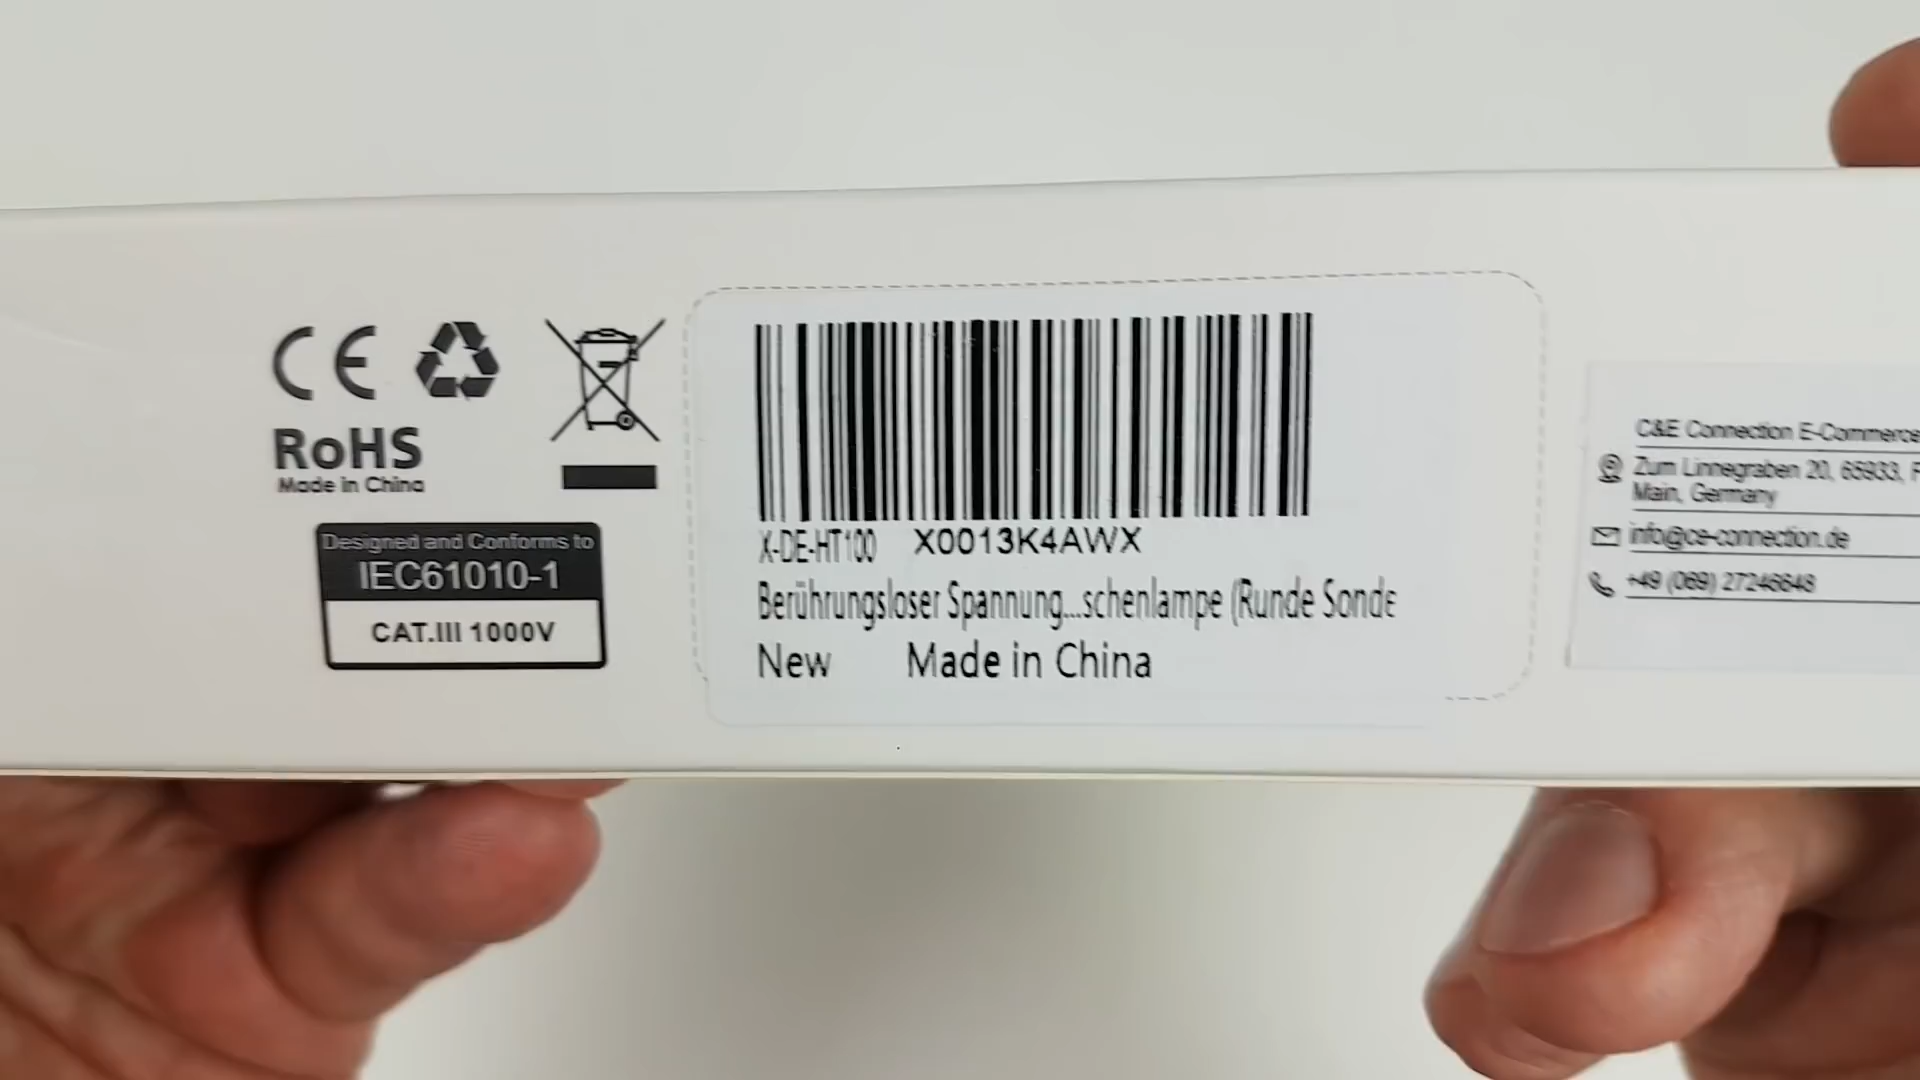 CE
RoHS
Made in China
Designed and Conforms to
IEC61010-1
CAT.III 1000V
X-DE-HT100 X0013K4AWX
Berührungsloser Spannung...schenlampe (Runde Sonde
New Made in China
C&E Connection E-Commerce
Zum Linnegraben 20, 65933, F
Main, Germany
info@ce-connection.de
+49 (069) 27246648